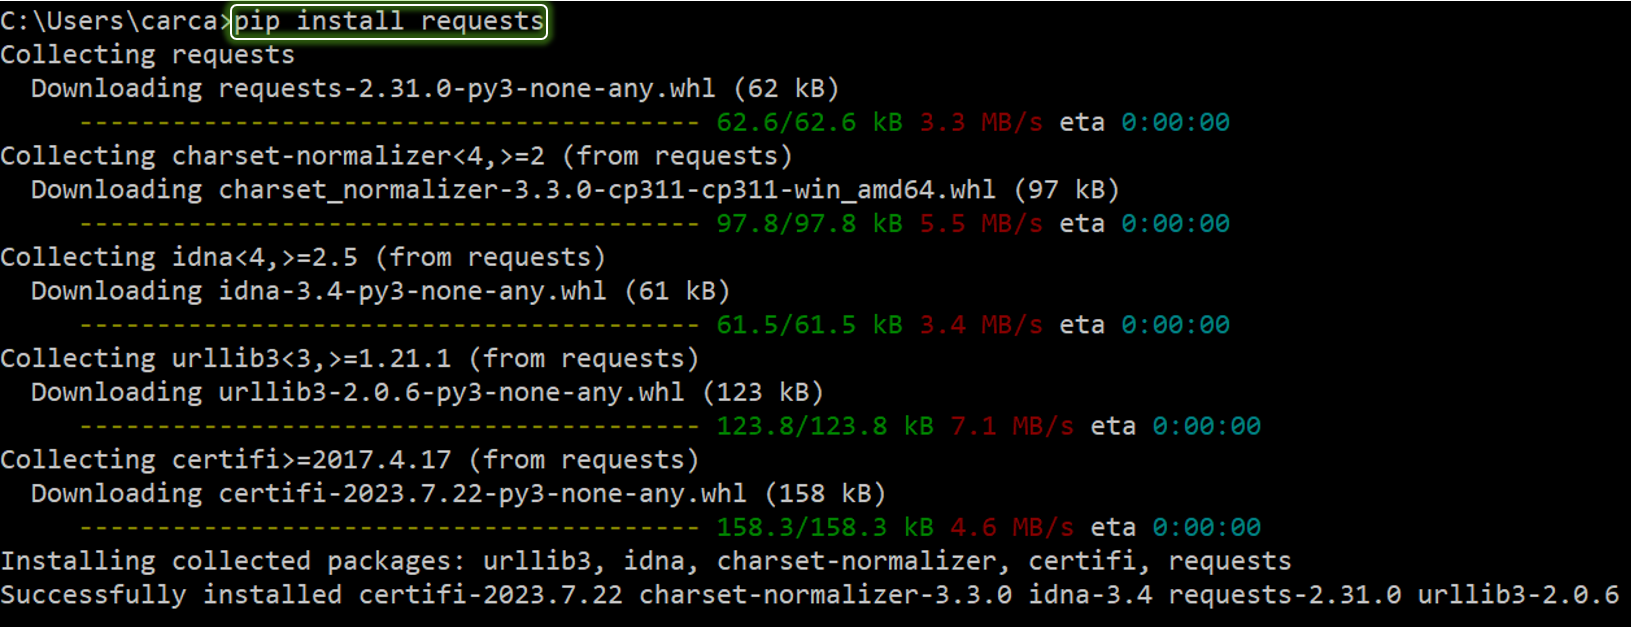 C:\Users\carca>pip install requests
Collecting requests
  Downloading requests-2.31.0-py3-none-any.whl (62 kB)
     ---------------------------------------- 62.6/62.6 kB 3.3 MB/s eta 0:00:00
Collecting charset-normalizer<4,>=2 (from requests)
  Downloading charset_normalizer-3.3.0-cp311-cp311-win_amd64.whl (97 kB)
     ---------------------------------------- 97.8/97.8 kB 5.5 MB/s eta 0:00:00
Collecting idna<4,>=2.5 (from requests)
  Downloading idna-3.4-py3-none-any.whl (61 kB)
     ---------------------------------------- 61.5/61.5 kB 3.4 MB/s eta 0:00:00
Collecting urllib3<3,>=1.21.1 (from requests)
  Downloading urllib3-2.0.6-py3-none-any.whl (123 kB)
     ---------------------------------------- 123.8/123.8 kB 7.1 MB/s eta 0:00:00
Collecting certifi>=2017.4.17 (from requests)
  Downloading certifi-2023.7.22-py3-none-any.whl (158 kB)
     ---------------------------------------- 158.3/158.3 kB 4.6 MB/s eta 0:00:00
Installing collected packages: urllib3, idna, charset-normalizer, certifi, requests
Successfully installed certifi-2023.7.22 charset-normalizer-3.3.0 idna-3.4 requests-2.31.0 urllib3-2.0.6